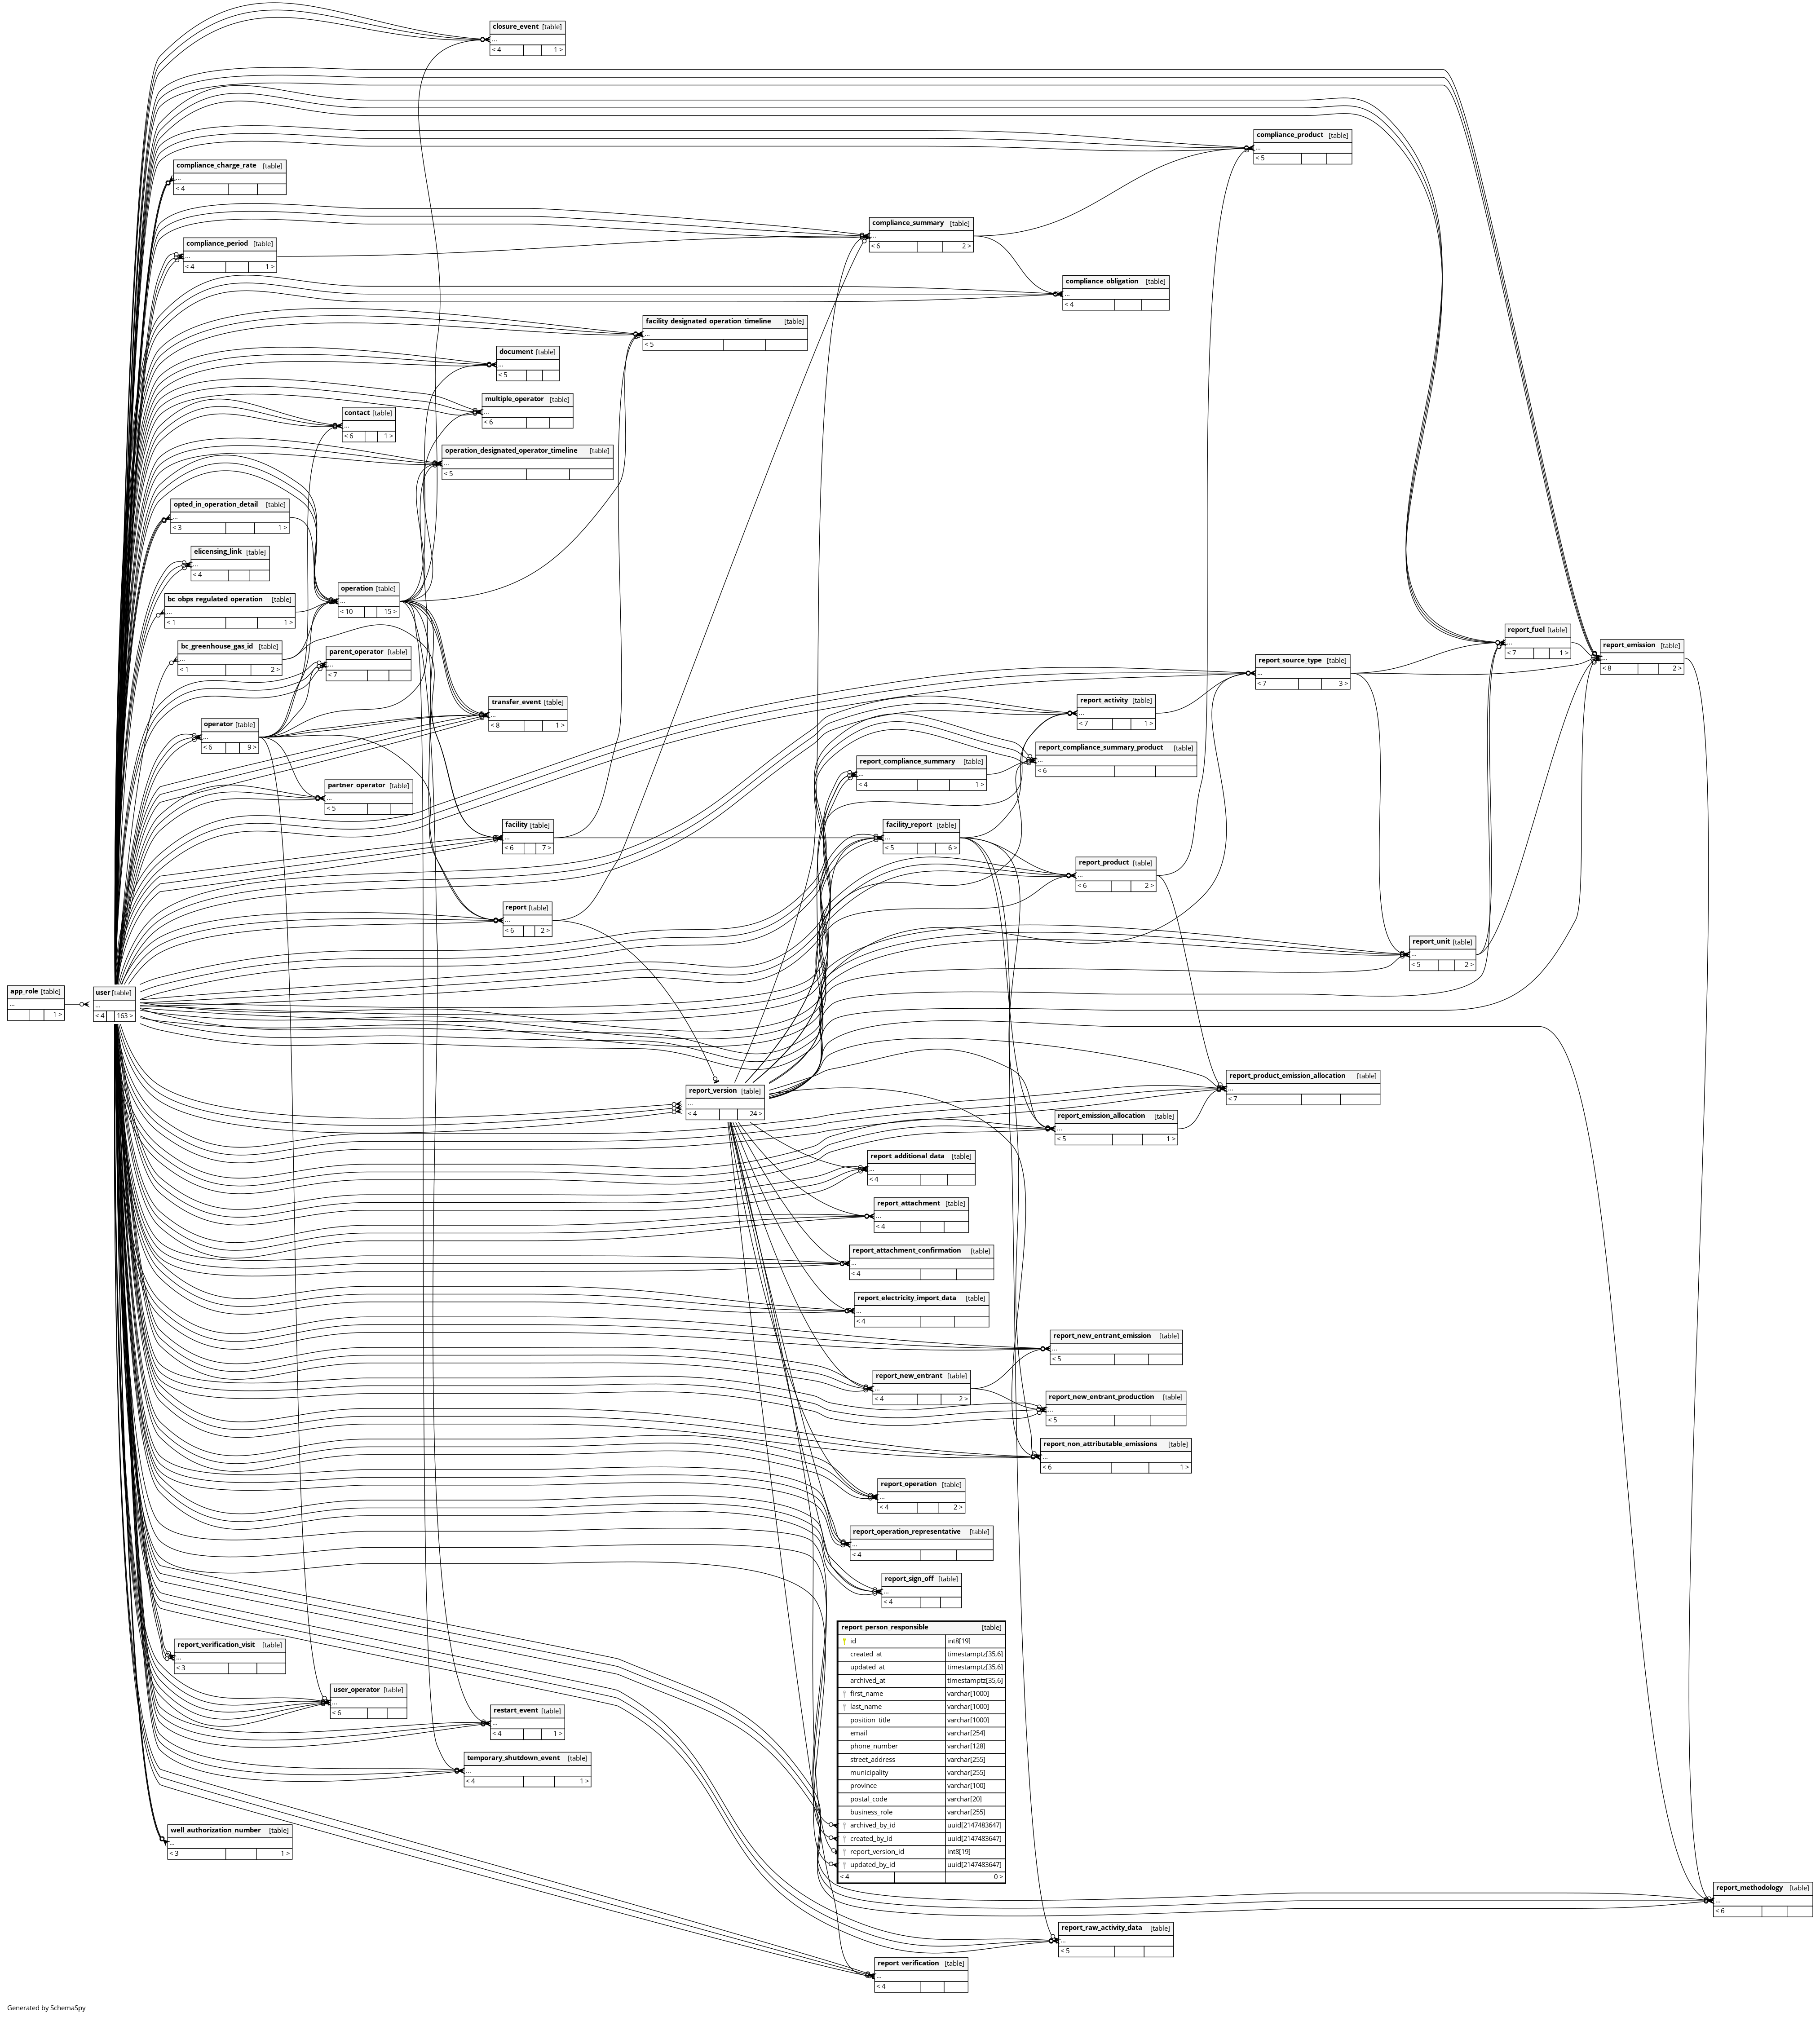 closure_event [table]
...
< 4 1 >
compliance_product [table]
...
< 5
compliance_charge_rate [table]
...
< 4
compliance_summary [table]
...
< 6 2 >
compliance_period [table]
...
< 4 1 >
compliance_obligation [table]
...
< 4
facility_designated_operation_timeline [table]
...
< 5
document [table]
...
< 5
multiple_operator [table]
...
< 6
contact [table]
...
< 6 1 >
operation_designated_operator_timeline [table]
...
< 5
opted_in_operation_detail [table]
...
< 3 1 >
elicensing_link [table]
...
< 4
operation [table]
...
< 10 15 >
bc_obps_regulated_operation [table]
...
< 1 1 >
report_fuel [table]
...
< 7 1 >
report_emission [table]
...
< 8 2 >
bc_greenhouse_gas_id [table]
...
< 1 2 >
parent_operator [table]
...
< 7
report_source_type [table]
...
< 7 3 >
transfer_event [table]
...
< 8 1 >
report_activity [table]
...
< 7 1 >
operator [table]
...
< 6 9 >
report_compliance_summary_product [table]
...
< 6
report_compliance_summary [table]
...
< 4 1 >
partner_operator [table]
...
< 5
facility [table]
...
< 6 7 >
facility_report [table]
...
< 5 6 >
report_product [table]
...
< 6 2 >
report [table]
...
< 6 2 >
report_unit [table]
...
< 5 2 >
app_role [table]
...
1 >
user [table]
...
< 4 163 >
report_version [table]
...
< 4 24 >
report_product_emission_allocation [table]
...
< 7
report_emission_allocation [table]
...
< 5 1 >
report_additional_data [table]
...
< 4
report_attachment [table]
...
< 4
report_attachment_confirmation [table]
...
< 4
report_electricity_import_data [table]
...
< 4
report_new_entrant_emission [table]
...
< 5
report_new_entrant [table]
...
< 4 2 >
report_new_entrant_production [table]
...
< 5
report_non_attributable_emissions [table]
...
< 6 1 >
report_operation [table]
...
< 4 2 >
report_operation_representative [table]
...
< 4
report_sign_off [table]
...
< 4
report_person_responsible [table]
id int8[19]
created_at timestamptz[35,6]
updated_at timestamptz[35,6]
archived_at timestamptz[35,6]
first_name varchar[1000]
last_name varchar[1000]
position_title varchar[1000]
email varchar[254]
phone_number varchar[128]
street_address varchar[255]
municipality varchar[255]
province varchar[100]
postal_code varchar[20]
business_role varchar[255]
archived_by_id uuid[2147483647]
created_by_id uuid[2147483647]
report_version_id int8[19]
updated_by_id uuid[2147483647]
< 4 0 >
report_verification_visit [table]
...
< 3
user_operator [table]
...
< 6
restart_event [table]
...
< 4 1 >
temporary_shutdown_event [table]
...
< 4 1 >
well_authorization_number [table]
...
< 3 1 >
report_methodology [table]
...
< 6
report_raw_activity_data [table]
...
< 5
report_verification [table]
...
< 4
Generated by SchemaSpy